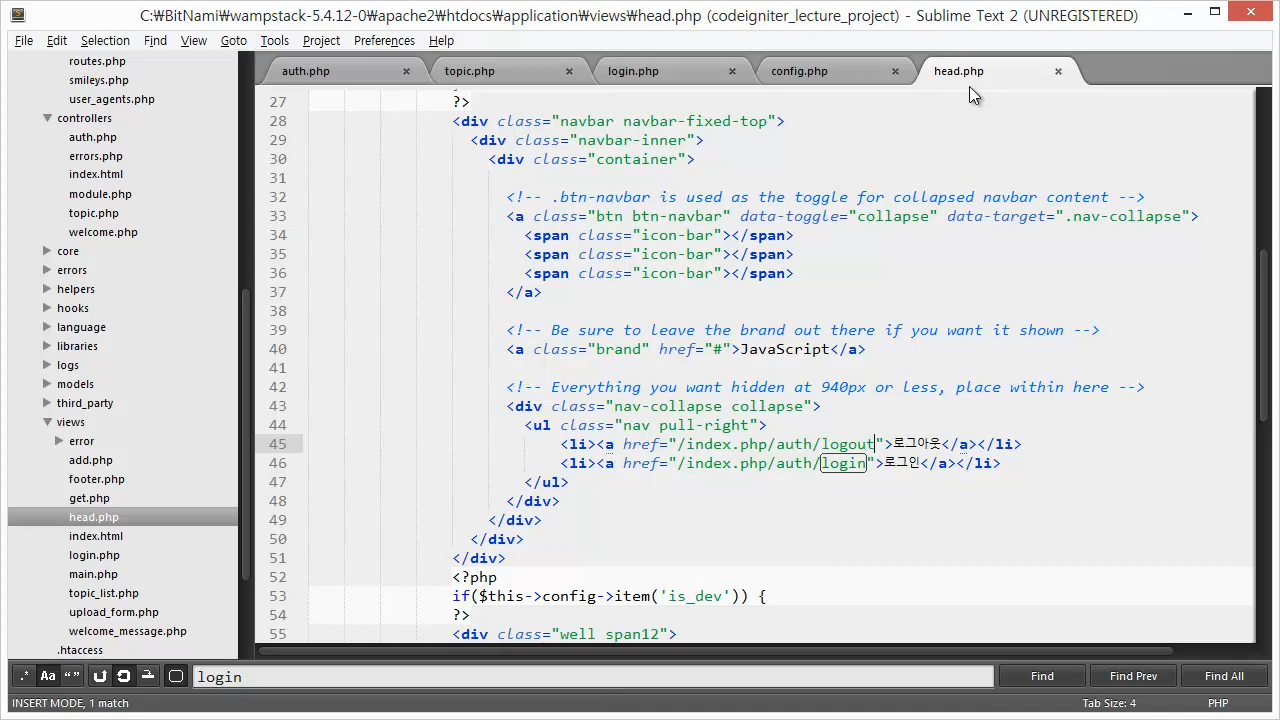 C:₩BitNami₩wampstack-5.4.12-0₩apache2₩htdocs₩application₩views₩head.php (codeigniter_lecture_project) - Sublime Text 2 (UNREGISTERED)
File Edit Selection Find View Goto Tools Project Preferences Help
routes.php
smileys.php
user_agents.php
controllers
auth.php
errors.php
index.html
module.php
topic.php
welcome.php
core
errors
helpers
hooks
language
libraries
logs
models
third_party
views
error
add.php
footer.php
get.php
head.php
index.html
login.php
main.php
topic_list.php
upload_form.php
welcome_message.php
.htaccess
auth.php × topic.php × login.php × config.php × head.php ×
27 ?>
28 <div class="navbar navbar-fixed-top">
29 <div class="navbar-inner">
30 <div class="container">
31
32 <!-- .btn-navbar is used as the toggle for collapsed navbar content -->
33 <a class="btn btn-navbar" data-toggle="collapse" data-target=".nav-collapse">
34 <span class="icon-bar"></span>
35 <span class="icon-bar"></span>
36 <span class="icon-bar"></span>
37 </a>
38
39 <!-- Be sure to leave the brand out there if you want it shown -->
40 <a class="brand" href="#">JavaScript</a>
41
42 <!-- Everything you want hidden at 940px or less, place within here -->
43 <div class="nav-collapse collapse">
44 <ul class="nav pull-right">
45 <li><a href="/index.php/auth/logout">로그아웃</a></li>
46 <li><a href="/index.php/auth/login">로그인</a></li>
47 </ul>
48 </div>
49 </div>
50 </div>
51 </div>
52 <?php
53 if($this->config->item('is_dev')) {
54 ?>
55 <div class="well span12">
.* Aa “” login Find Find Prev Find All
INSERT MODE, 1 match Tab Size: 4 PHP